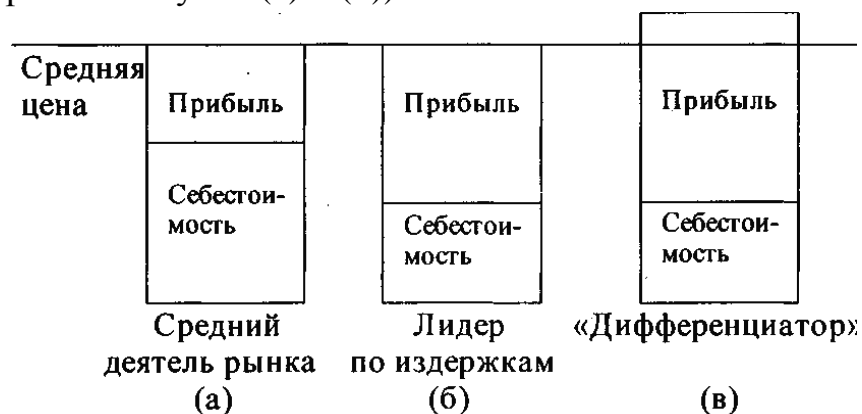 (а) (в))
Средняя
цена
Прибыль
Себестои-
мость
Прибыль
Себестои-
мость
Прибыль
Себестои-
мость
Средний
деятель рынка
(а)
Лидер
по издержкам
(б)
«Дифференциатор»
(в)